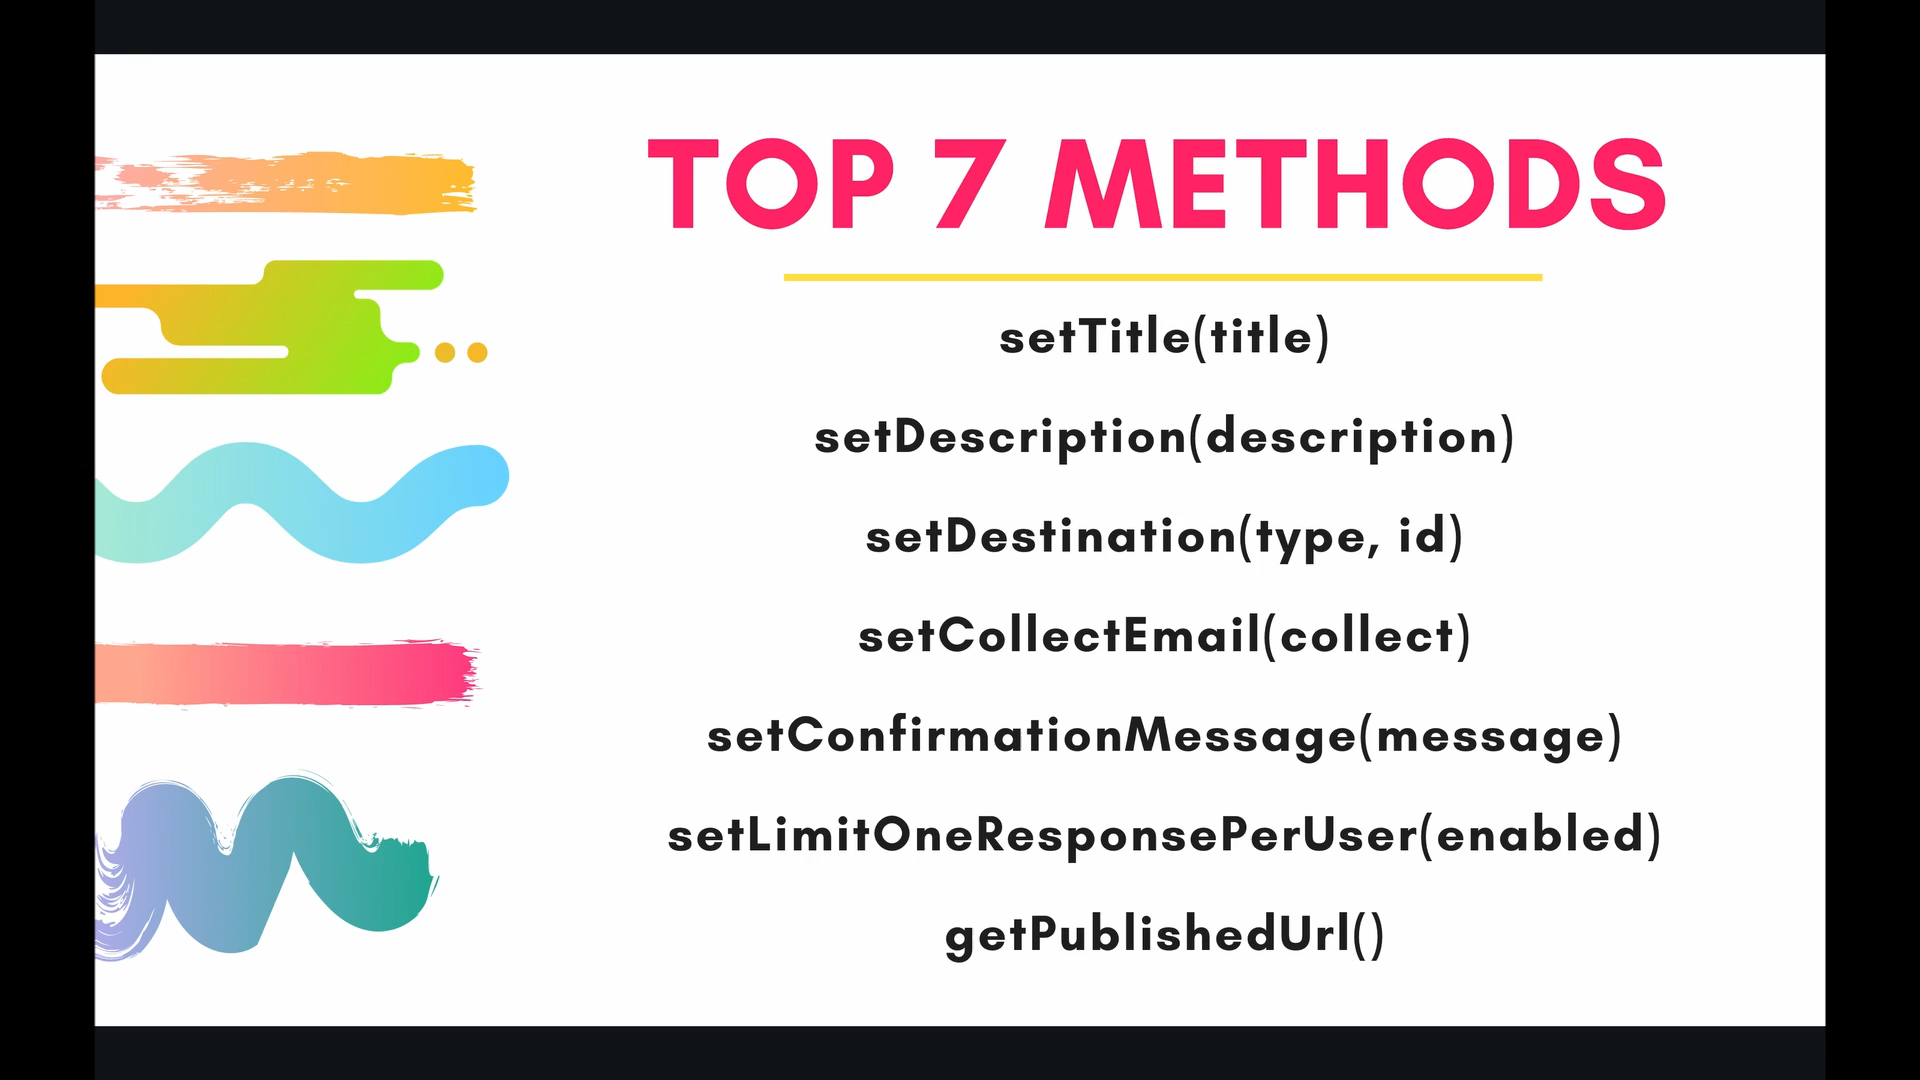 TOP 7 METHODS
setTitle(title)
setDescription(description)
setDestination(type, id)
setCollectEmail(collect)
setConfirmationMessage(message)
setLimitOneResponsePerUser(enabled)
getPublishedUrl()